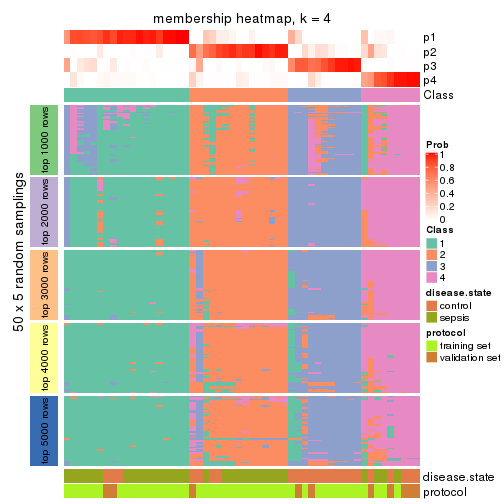 membership heatmap, k = 4
p1
p2
p3
p4
Class
50 x 5 random samplings
top 1000 rows
top 2000 rows
top 3000 rows
top 4000 rows
top 5000 rows
Prob
1
0.8
0.6
0.4
0.2
0
Class
1
2
3
4
disease.state
control
sepsis
protocol
training set
validation set
disease.state
protocol